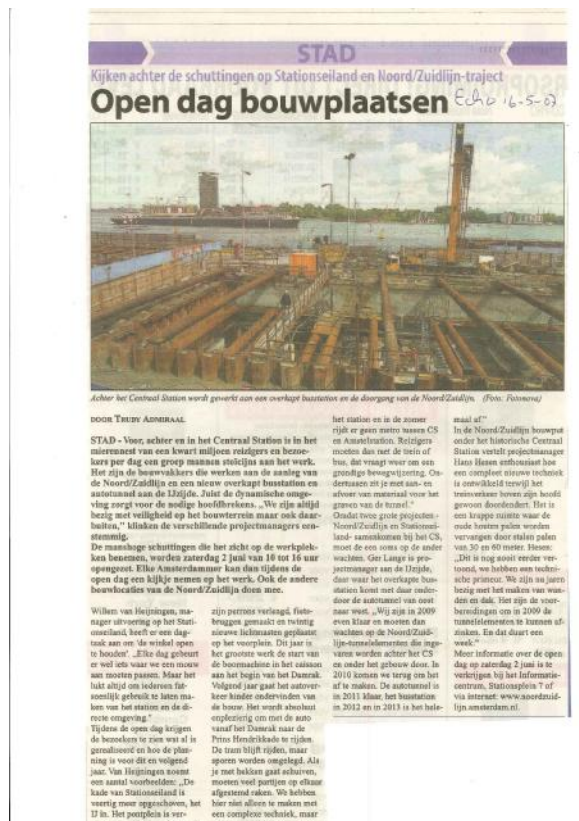 STAD
Kijken achter de schuttingen op Stationseiland en Noord/Zuidlijn-traject
Open dag bouwplaatsen
Echo 16-5-07
Achter het Centraal Station wordt gewerkt aan een overkapt busstation en de doorgang van de Noord/Zuidlijn. (Foto: Fotonova)
DOOR TRUDY ADMIRAAL
STAD - Voor, achter en in het Centraal Station is in het
mierennest van een kwart miljoen reizigers en bezoe-
kers per dag een groep mannen stoïcijns aan het werk.
Het zijn de bouwvakkers die werken aan de aanleg van
de Noord/Zuidlijn en een nieuw overkapt busstation en
autotunnel aan de IJzijde. Juist de dynamische omge-
ving zorgt voor de nodige hoofdbrekens. „We zijn altijd
bezig met veiligheid op het bouwterrein maar ook daar-
buiten,” klinken de verschillende projectmanagers een-
stemmig.
De manshoge schuttingen die het zicht op de werkplek-
ken benemen, worden zaterdag 2 juni van 10 tot 16 uur
opengezet. Elke Amsterdammer kan dan tijdens de
open dag een kijkje nemen op het werk. Ook de andere
bouwlocaties van de Noord/Zuidlijn doen mee.
Willem van Heijningen, ma-
nager uitvoering op het Stati-
onseiland, heeft er een dag-
taak aan om 'de winkel open
te houden'. „Elke dag gebeurt
er wel iets waar we een mouw
aan moeten passen. Maar het
lukt altijd om iedereen fat-
soenlijk gebruik te laten ma-
ken van het station en de di-
recte omgeving.”
Tijdens de open dag krijgen
de bezoekers te zien wat al is
gerealiseerd en hoe de plan-
ning is voor dit en volgend
jaar. Van Heijningen noemt
een aantal voorbeelden: „De
kade van Stationseiland is
veertig meer opgeschoven, het
IJ in. Het pontplein is ver-
zijn perrons verlengd, fiets-
bruggen gemaakt en twintig
nieuwe lichtmasten geplaatst
op het voorplein. Dit jaar is
het grootste werk de start van
de boormachine in het caisson
aan het begin van het Damrak.
Volgend jaar gaat het autover-
keer hinder ondervinden van
de bouw. Het wordt absoluut
onplezierig om met de auto
vanaf het Damrak naar de
Prins Hendrikkade te rijden.
De tram blijft rijden, maar
sporen worden omgelegd. Als
je met hekken gaat schuiven,
moeten veel partijen op elkaar
afgestemd raken. We hebben
hier niet alleen te maken met
een complexe techniek, maar
het station en in de zomer
rijdt er geen metro tussen CS
en Amstelstation. Reizigers
moeten dan met de trein of
bus, dat vraagt weer om een
grondige bewegwijzering. On-
dertussen zit je met aan- en
afvoer van materiaal voor het
graven van de tunnel.”
Omdat twee grote projecten -
Noord/Zuidlijn en Stationsei-
land- samenkomen bij het CS,
moet de een soms op de ander
wachten. Ger Lange is pro-
jectmanager aan de IJzijde,
daar waar het overkapte bus-
station komt met daar onder-
door de autotunnel van oost
naar west. „Wij zijn in 2009
even klaar en moeten dan
wachten op de Noord/Zuid-
lijn-tunnelelementen die inge-
varen worden achter het CS
en onder het gebouw door. In
2010 komen we terug om het
af te maken. De autotunnel is
in 2011 klaar, het busstation
in 2012 en in 2013 is het hele-
maal af.”
In de Noord/Zuidlijn bouwput
onder het historische Centraal
Station vertelt projectmanager
Hans Hesen enthousiast hoe
een compleet nieuwe techniek
is ontwikkeld terwijl het
treinverkeer boven zijn hoofd
gewoon doordendert. Het is
een krappe ruimte waar de
oude houten palen worden
vervangen door stalen palen
van 30 en 60 meter. Hesen:
„Dit is nog nooit eerder ver-
toond, we hebben een techni-
sche primeur. We zijn nu jaren
bezig met het maken van wan-
den en dak. Het zijn de voor-
bereidingen om in 2009 de
tunnelelementen te kunnen af-
zinken. En dat duurt een
week.”
Meer informatie over de open
dag op zaterdag 2 juni is te
verkrijgen bij het Informatie-
centrum, Stationsplein 7 of
via internet: www.noordzuid-
lijn.amsterdam.nl.